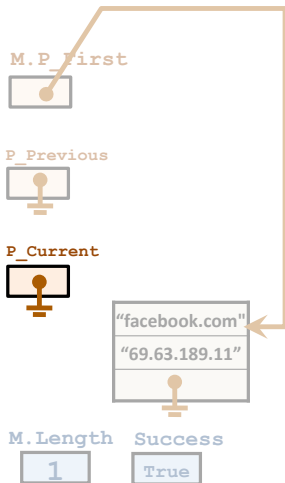 M.P_First
P_Previous
P_Current
“facebook.com"
“69.63.189.11”
M.Length Success
1 True